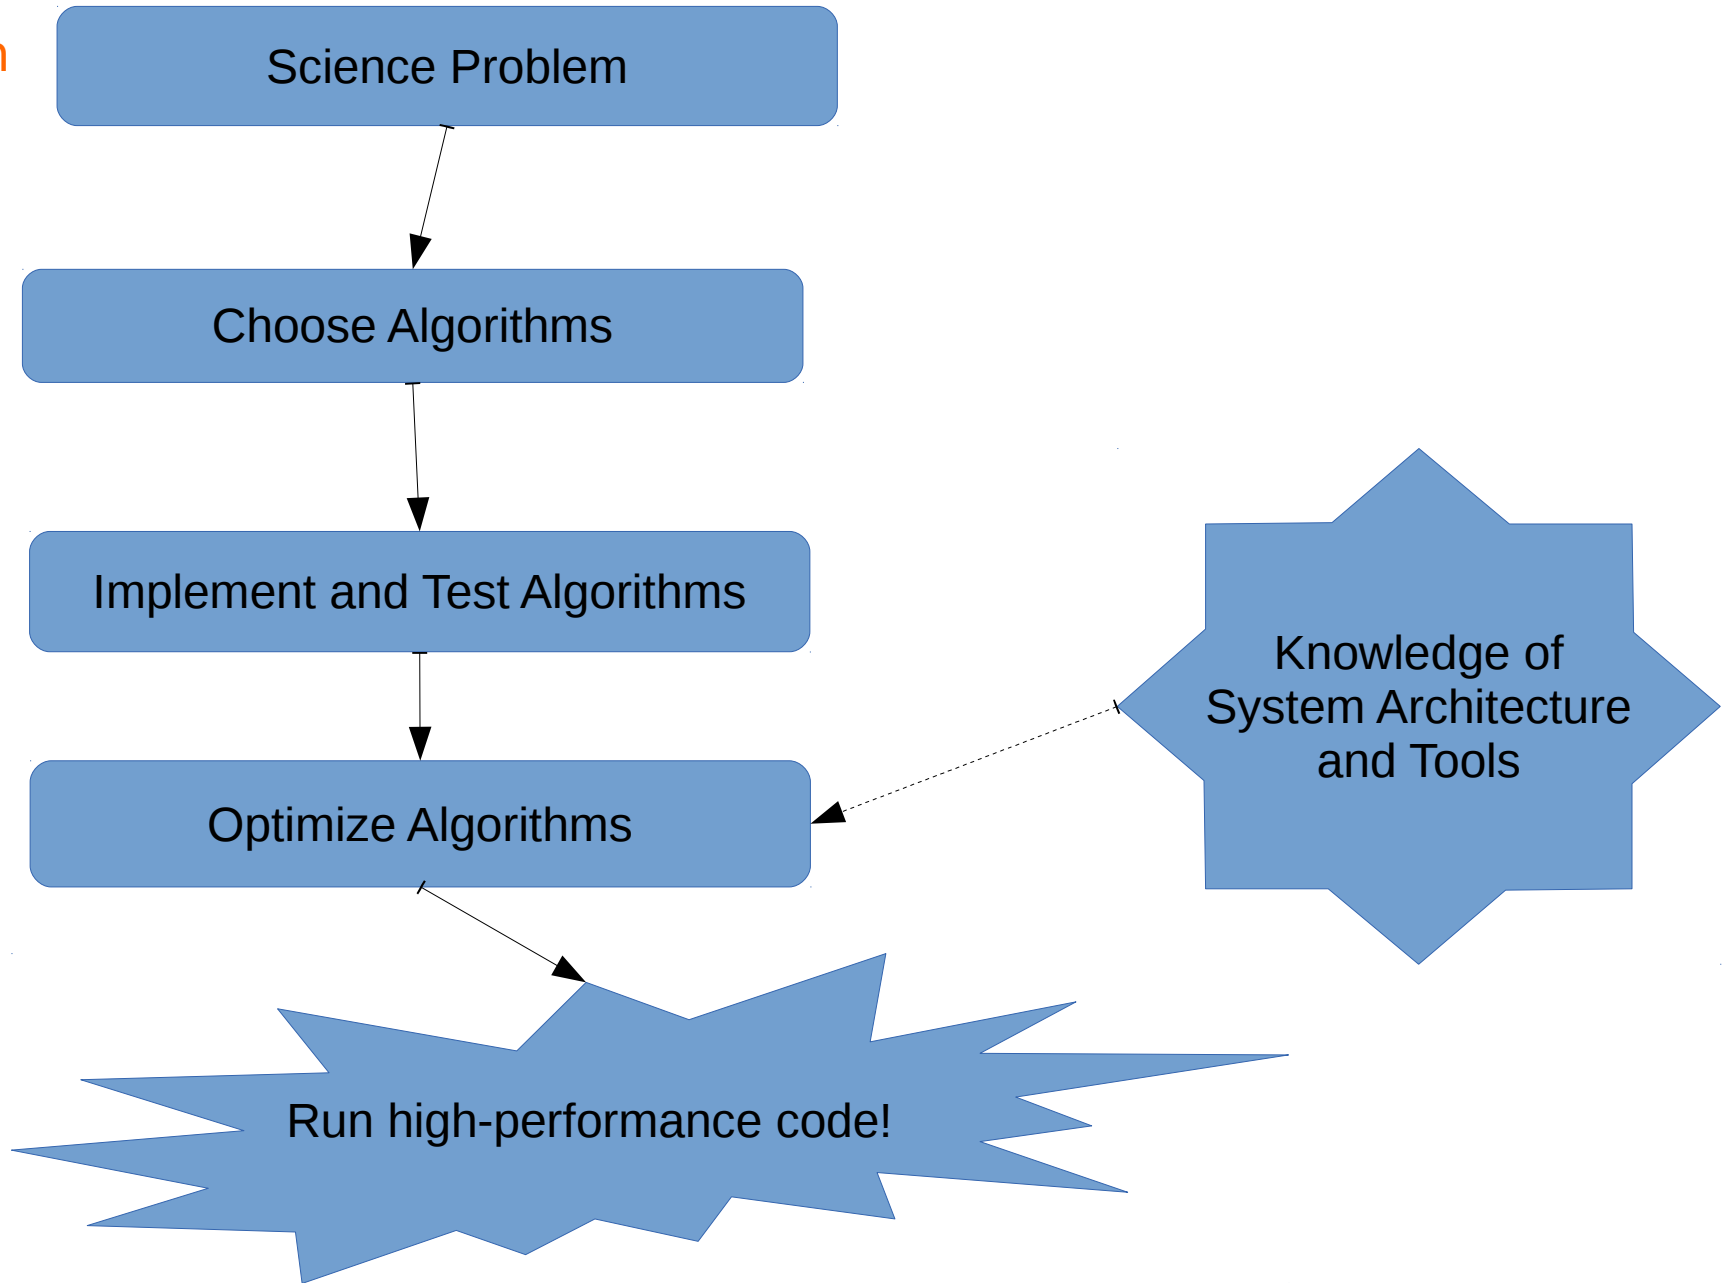 Science Problem
Choose Algorithms
Implement and Test Algorithms
Knowledge of
System Architecture
and Tools
Optimize Algorithms
Run high-performance code!